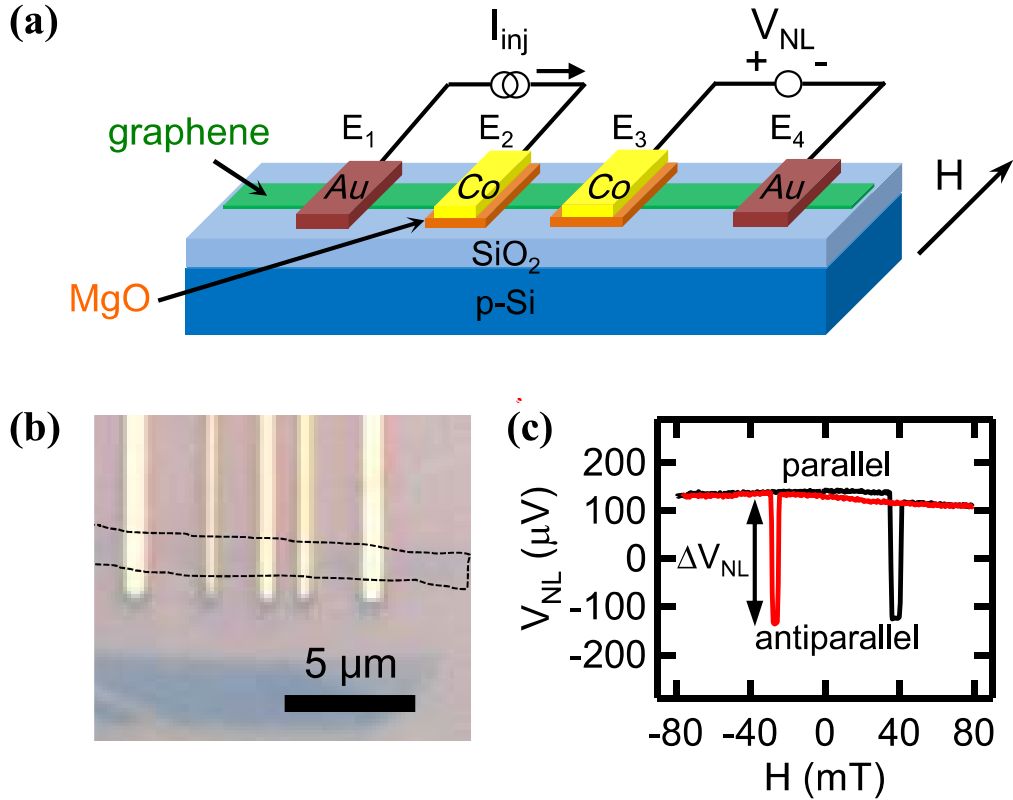 (a)
I_inj
V_NL
+ -
E_1 E_2 E_3 E_4
graphene
H
Au Co Co Au
SiO_2
MgO
p-Si
(b)
5 μm
(c)
200
parallel
100
V_NL (μV)
0
ΔV_NL
-100
antiparallel
-200
-80 -40 0 40 80
H (mT)